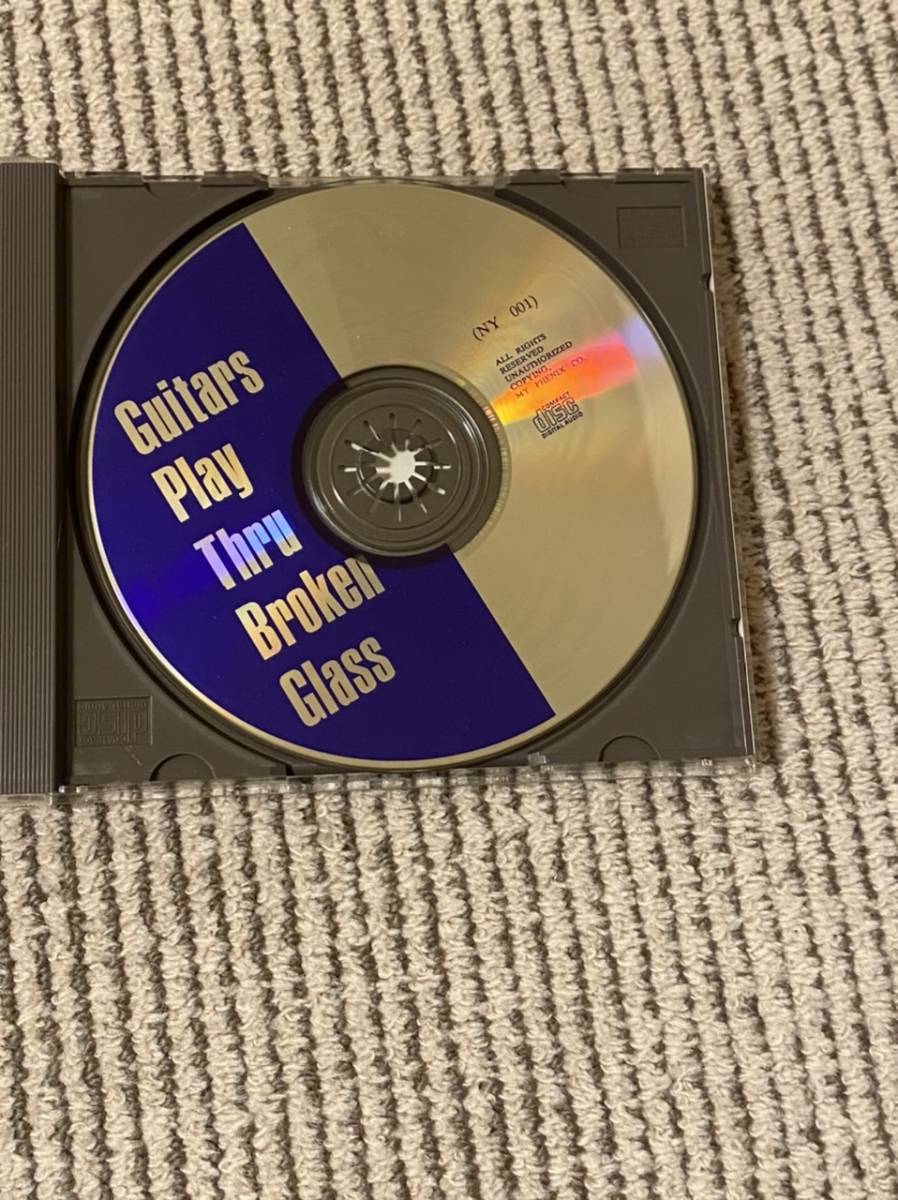 Guitars
Play
Thru
Broken
Glass
(NY 001)
ALL RIGHTS
RESERVED
UNAUTHORIZED
COPYING,
MY PHENIX CO.
COMPACT
disc
DIGITAL AUDIO